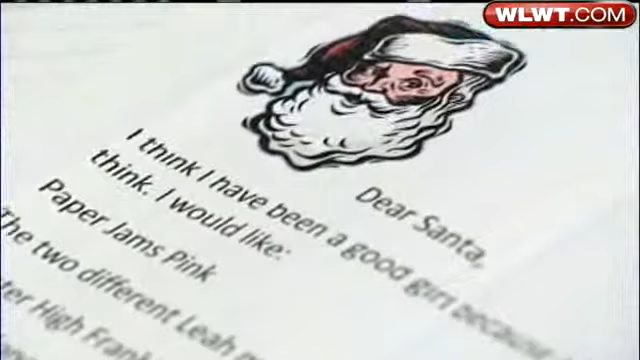 WLWT.COM
Dear Santa,
I think I have been a good girl because
think. I would like:
Paper Jams Pink
The two different Leah
High